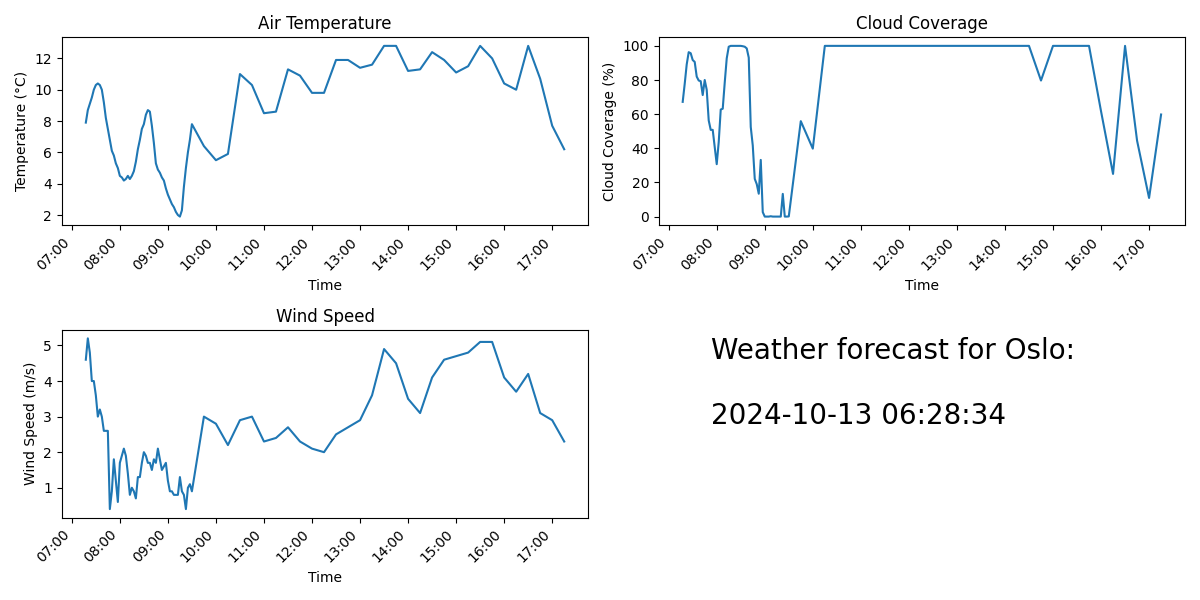 Air Temperature
Temperature (°C)
12
10
8
6
4
2
07:00 08:00 09:00 10:00 11:00 12:00 13:00 14:00 15:00 16:00 17:00
Time
Cloud Coverage
Cloud Coverage (%)
100
80
60
40
20
0
07:00 08:00 09:00 10:00 11:00 12:00 13:00 14:00 15:00 16:00 17:00
Time
Wind Speed
Wind Speed (m/s)
5
4
3
2
1
07:00 08:00 09:00 10:00 11:00 12:00 13:00 14:00 15:00 16:00 17:00
Time
Weather forecast for Oslo:
2024-10-13 06:28:34